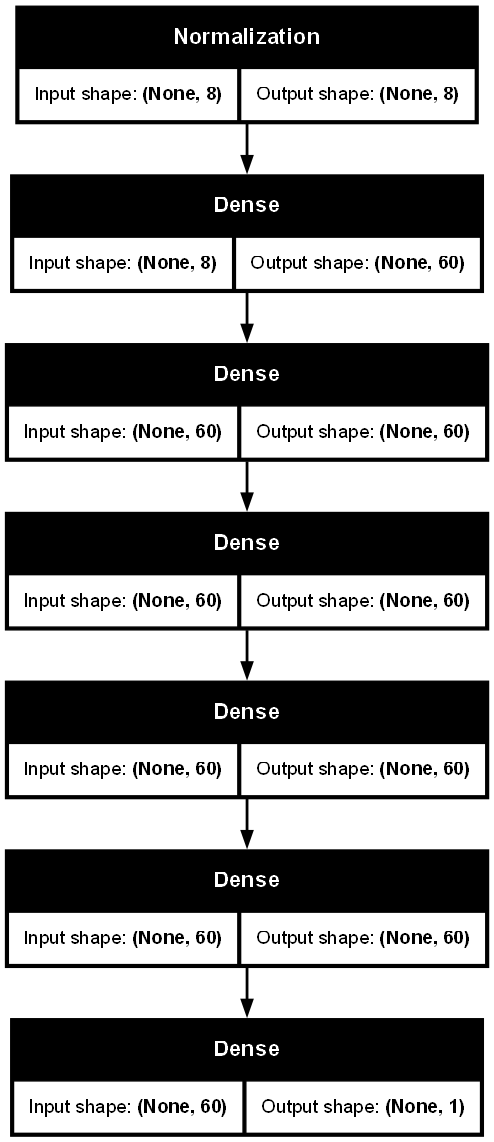 Normalization
Input shape: (None, 8) Output shape: (None, 8)
Dense
Input shape: (None, 8) Output shape: (None, 60)
Dense
Input shape: (None, 60) Output shape: (None, 60)
Dense
Input shape: (None, 60) Output shape: (None, 60)
Dense
Input shape: (None, 60) Output shape: (None, 60)
Dense
Input shape: (None, 60) Output shape: (None, 60)
Dense
Input shape: (None, 60) Output shape: (None, 1)